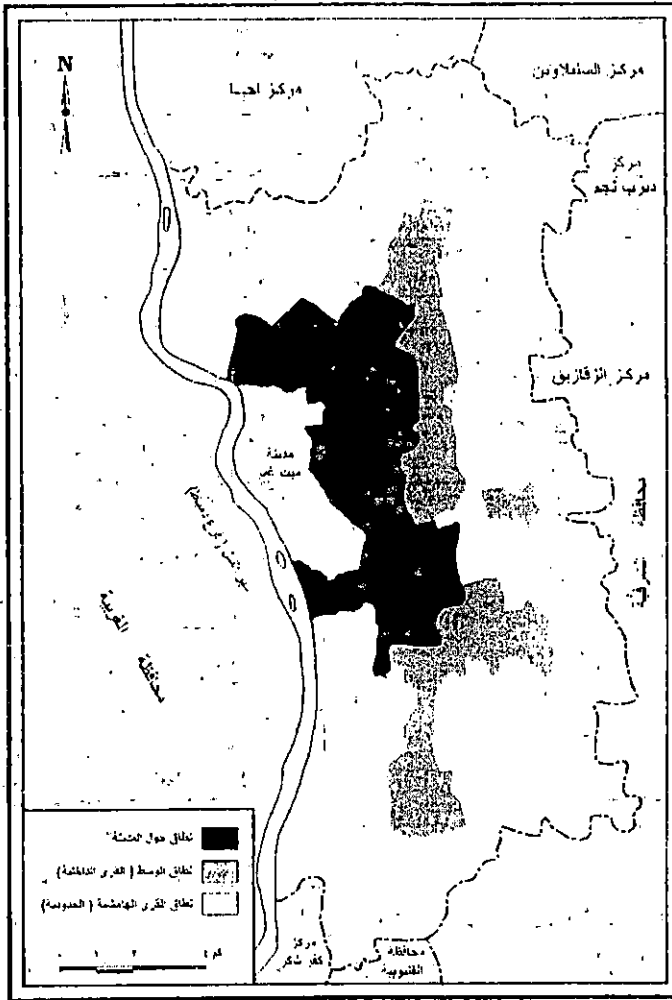 N
مركز السنبلاوين
مركز اجـا
مركز
ديرب نجم
مركز الزقازيق
مدينة
ميت غمر
محافظة الشرقية
محافظة الغربية
نطاق حول المدينة
نطاق الوسط (القرى الداخلية)
نطاق القرى الهامشية (الحدودية)
كم
مركز
كفر شكر
محافظة
القليوبية